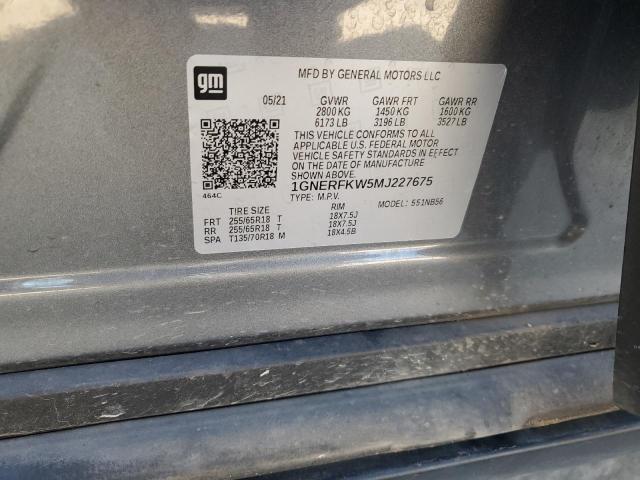 gm
MFD BY GENERAL MOTORS LLC
05/21 GVWR GAWR FRT GAWR RR
2800 KG 1450 KG 1600 KG
6173 LB 3196 LB 3527 LB
THIS VEHICLE CONFORMS TO ALL
APPLICABLE U.S. FEDERAL MOTOR
VEHICLE SAFETY STANDARDS IN EFFECT
ON THE DATE OF MANUFACTURE
SHOWN ABOVE.
1GNERFKW5MJ227675
464C
TYPE: M.P.V. MODEL: 551NB56
TIRE SIZE RIM
FRT 255/65R18 T 18X7.5J
RR 255/65R18 T 18X7.5J
SPA T135/70R18 M 18X4.5B